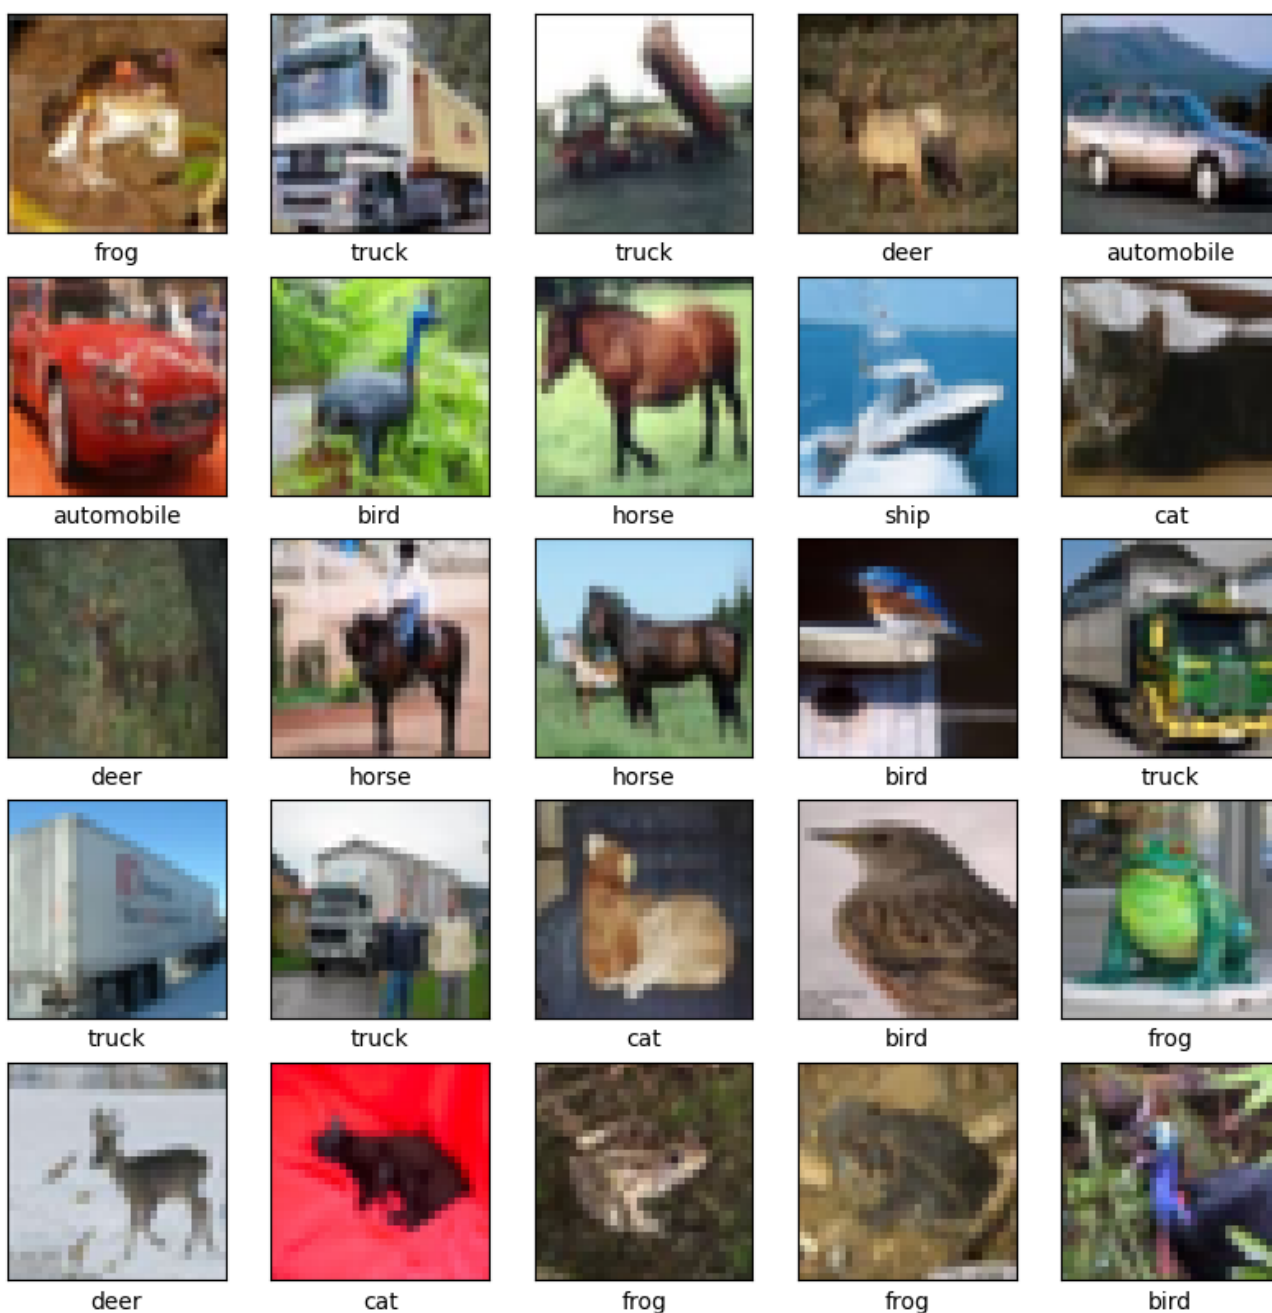 frog
truck
truck
deer
automobile
automobile
bird
horse
ship
cat
deer
horse
horse
bird
truck
truck
truck
cat
bird
frog
deer
cat
frog
frog
bird